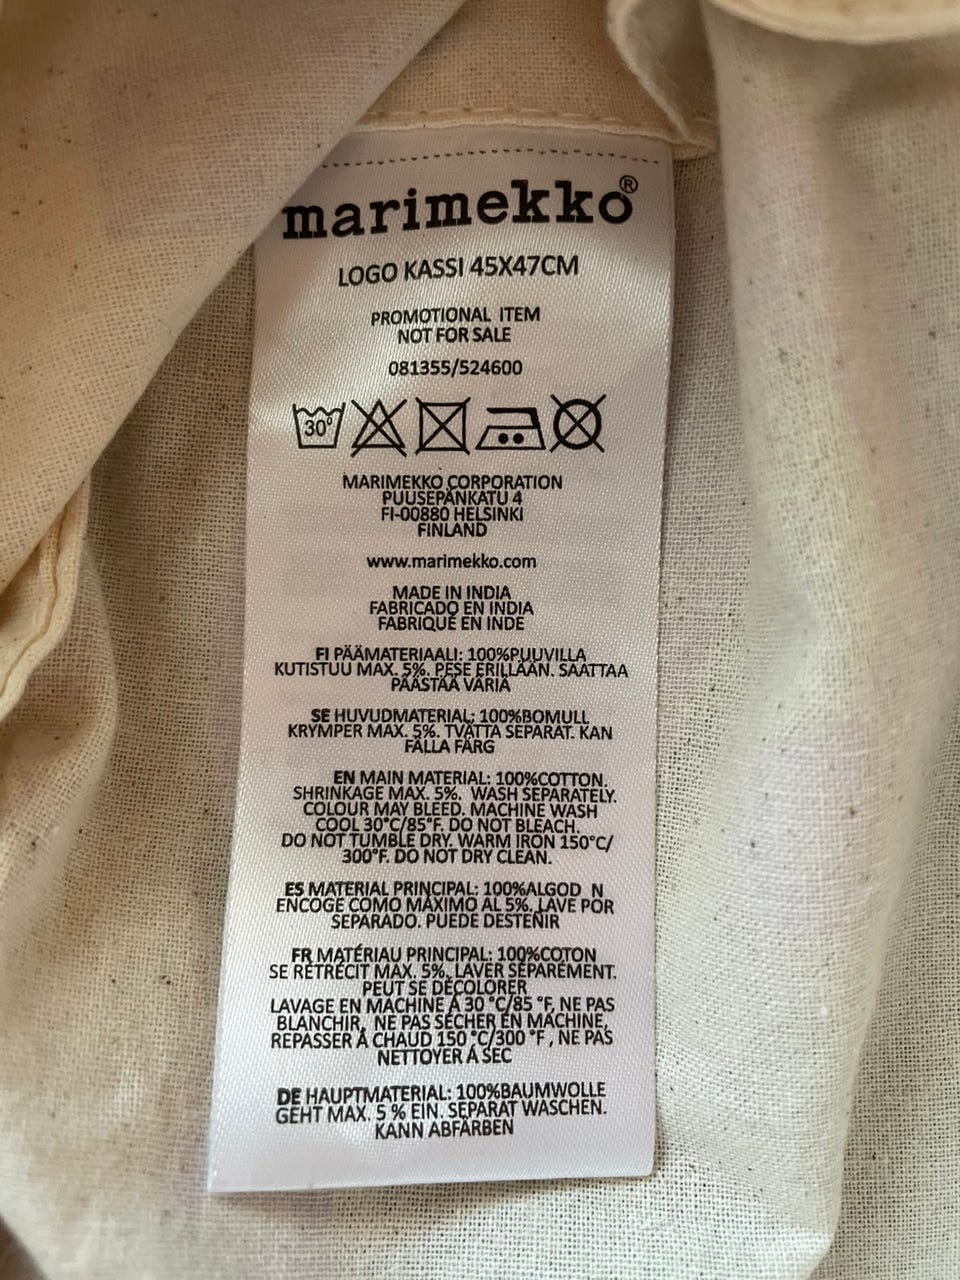 marimekko®
LOGO KASSI 45X47CM
PROMOTIONAL ITEM
NOT FOR SALE
081355/524600
30°
MARIMEKKO CORPORATION
PUUSEPÄNKATU 4
FI-00880 HELSINKI
FINLAND
www.marimekko.com
MADE IN INDIA
FABRICADO EN INDIA
FABRIQUÉ EN INDE
FI PÄÄMATERIAALI: 100%PUUVILLA
KUTISTUU MAX. 5%. PESE ERILLÄÄN. SAATTAA
PÄÄSTÄÄ VÄRIÄ
SE HUVUDMATERIAL: 100%BOMULL
KRYMPER MAX. 5%. TVÄTTA SEPARAT. KAN
FÄLLA FÄRG
EN MAIN MATERIAL: 100%COTTON.
SHRINKAGE MAX. 5%. WASH SEPARATELY.
COLOUR MAY BLEED. MACHINE WASH
COOL 30°C/85°F. DO NOT BLEACH.
DO NOT TUMBLE DRY. WARM IRON 150°C/
300°F. DO NOT DRY CLEAN.
ES MATERIAL PRINCIPAL: 100%ALGOD N
ENCOGE COMO MÁXIMO AL 5%. LAVE POR
SEPARADO. PUEDE DESTEÑIR
FR MATÉRIAU PRINCIPAL: 100%COTON
SE RÉTRÉCIT MAX. 5%. LAVER SÉPARÉMENT.
PEUT SE DÉCOLORER
LAVAGE EN MACHINE À 30 °C/85 °F, NE PAS
BLANCHIR, NE PAS SÉCHER EN MACHINE,
REPASSER À CHAUD 150 °C/300 °F , NE PAS
NETTOYER À SEC
DE HAUPTMATERIAL: 100%BAUMWOLLE
GEHT MAX. 5 % EIN. SEPARAT WASCHEN.
KANN ABFÄRBEN